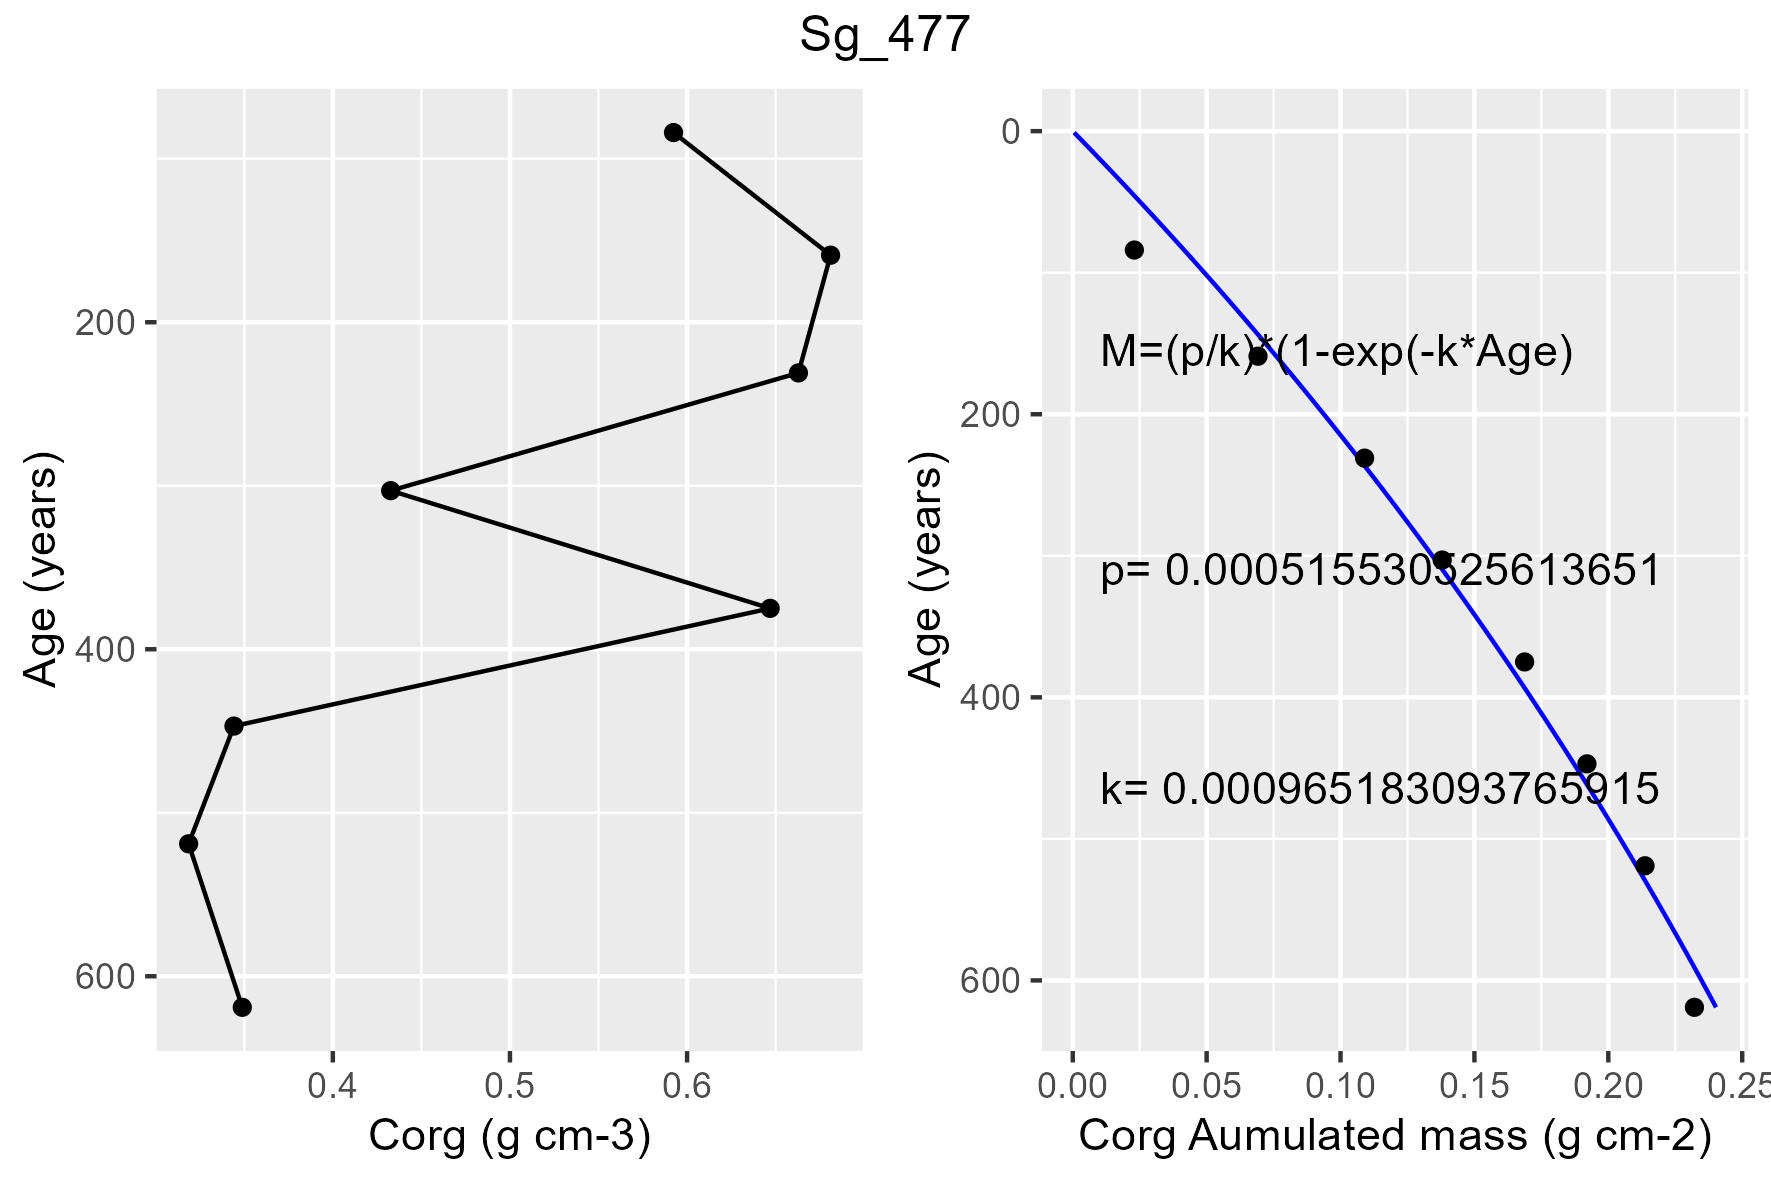 Sg_477
Age (years)
200
400
600
0.4 0.5 0.6
Corg (g cm-3)
Age (years)
0
200
400
600
M=(p/k)*(1-exp(-k*Age)
p= 0.000515530525613651
k= 0.000965183093765915
0.00 0.05 0.10 0.15 0.20 0.25
Corg Aumulated mass (g cm-2)